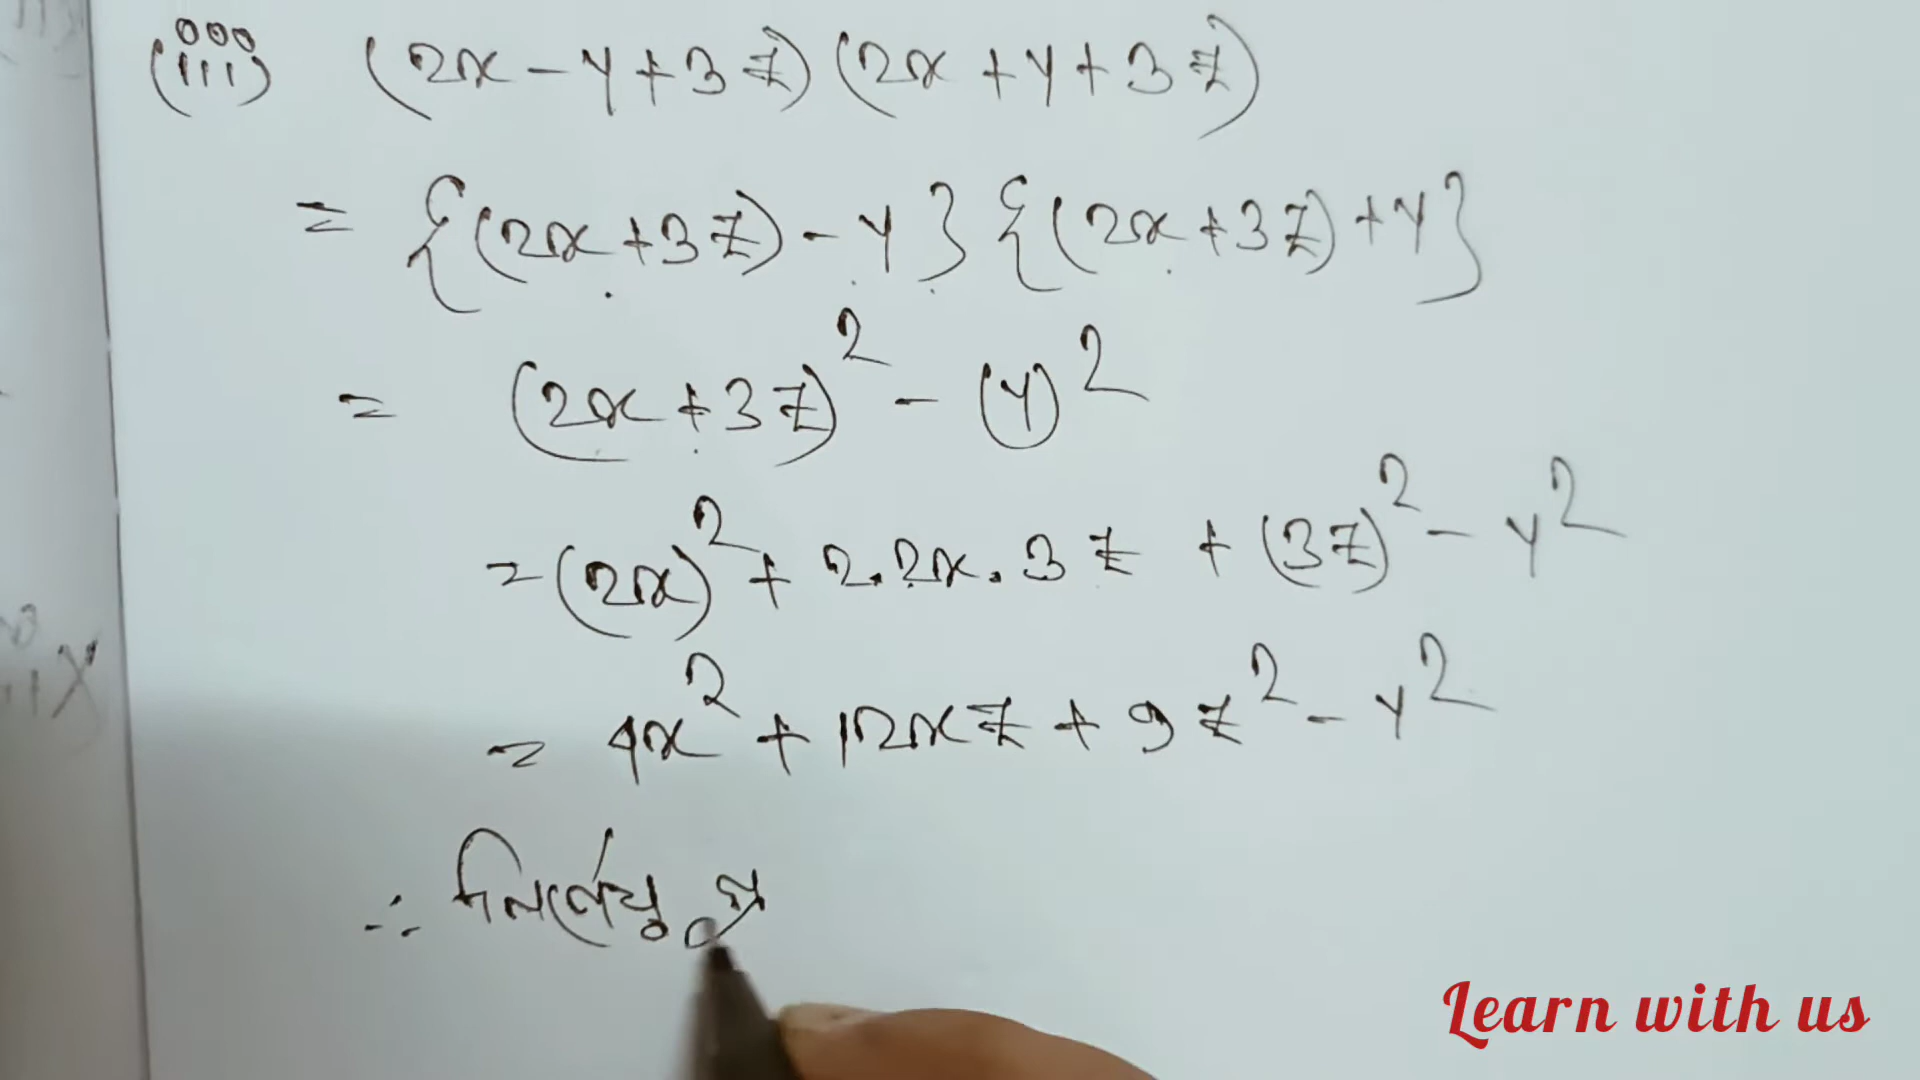 (iii) (2x - y + 3z) (2x + y + 3z)
= {(2x + 3z) - y} {(2x + 3z) + y}
= (2x + 3z)² - (y)²
= (2x)² + 2.2x.3z + (3z)² - y²
= 4x² + 12xz + 9z² - y²
∴ নির্ণেয়
Learn with us